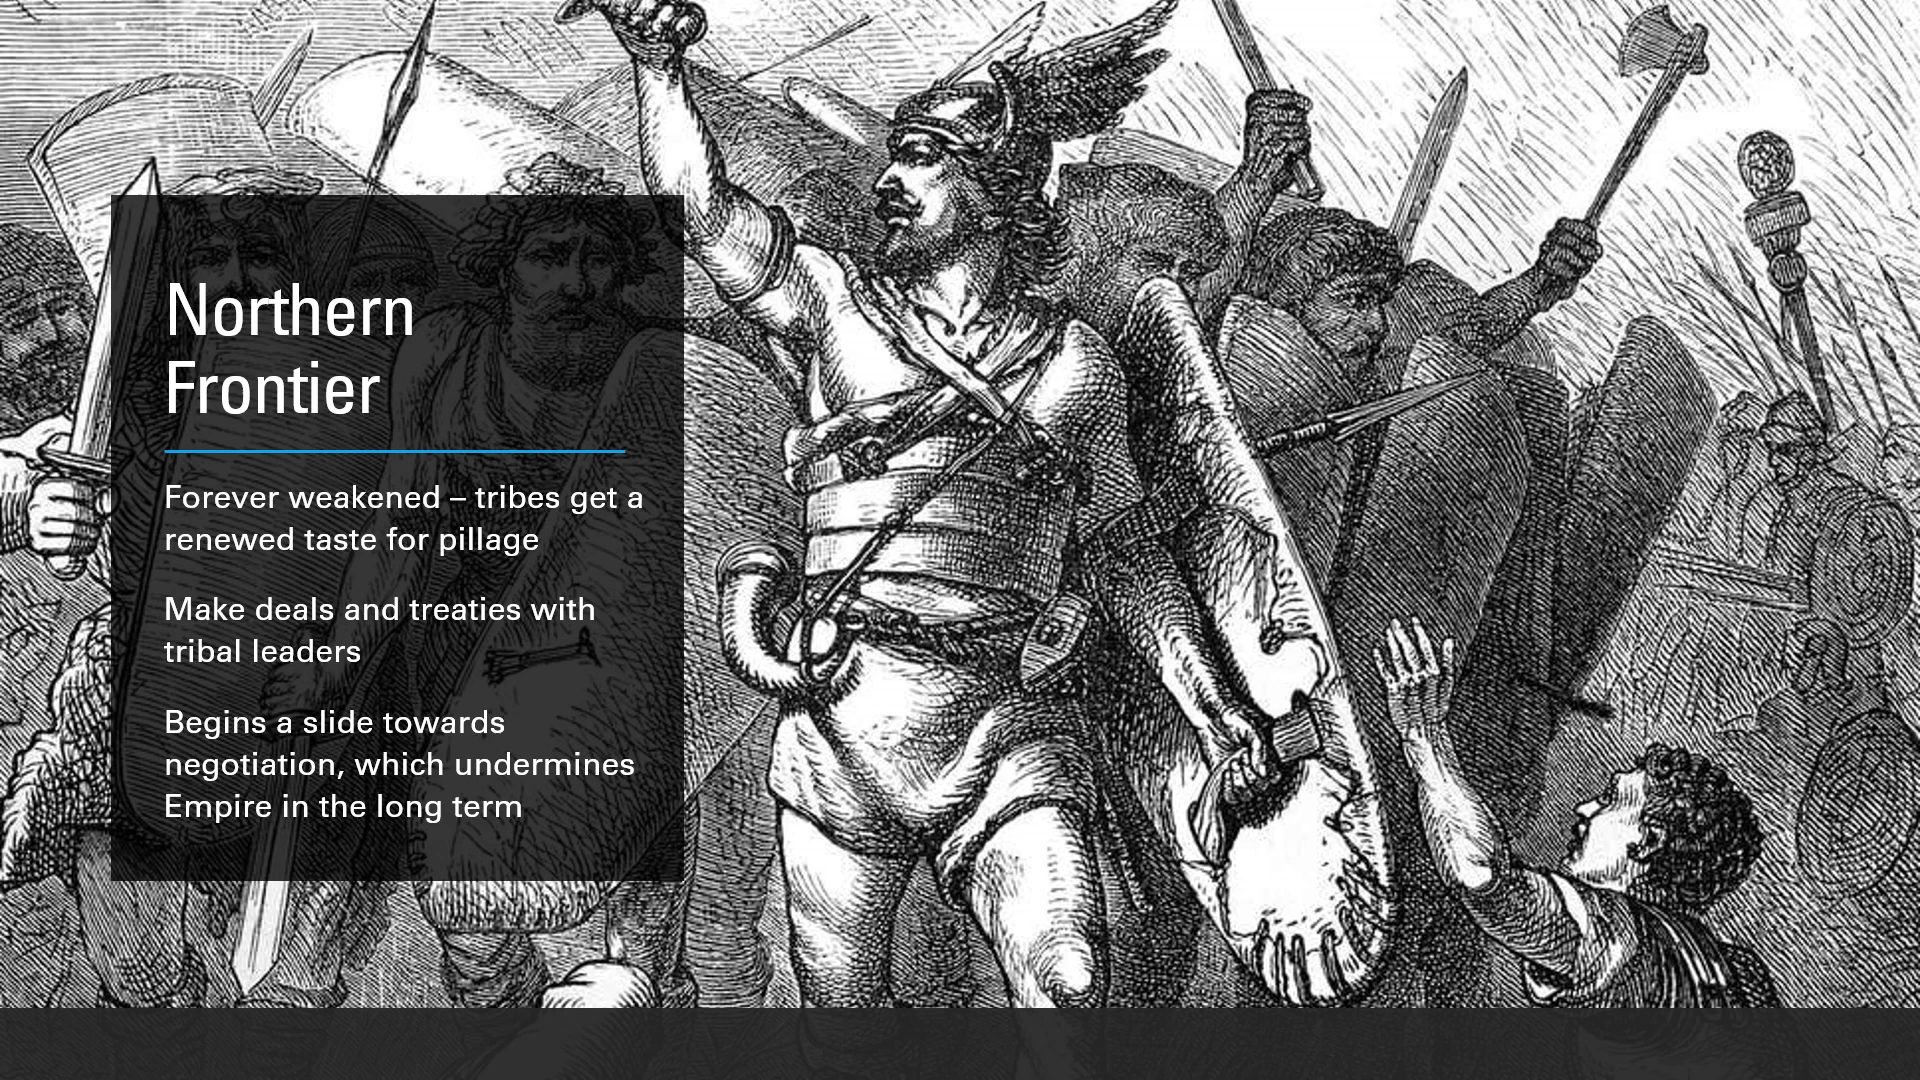 Northern
Frontier
Forever weakened – tribes get a
renewed taste for pillage
Make deals and treaties with
tribal leaders
Begins a slide towards
negotiation, which undermines
Empire in the long term